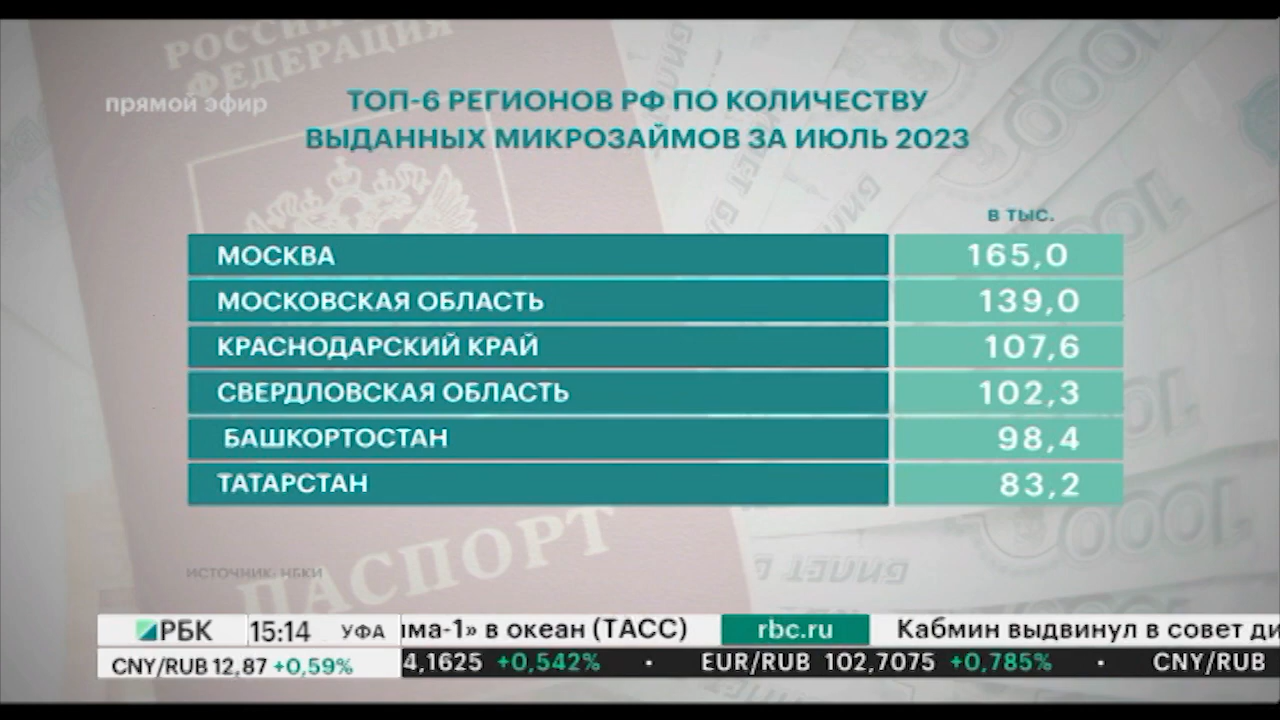 РОССИЙ
ФЕДЕРАЦИЯ
прямой эфир
ТОП-6 РЕГИОНОВ РФ ПО КОЛИЧЕСТВУ
ВЫДАННЫХ МИКРОЗАЙМОВ ЗА ИЮЛЬ 2023
В ТЫС.
МОСКВА 165,0
МОСКОВСКАЯ ОБЛАСТЬ 139,0
КРАСНОДАРСКИЙ КРАЙ 107,6
СВЕРДЛОВСКАЯ ОБЛАСТЬ 102,3
БАШКОРТОСТАН 98,4
ТАТАРСТАН 83,2
ПАСПОРТ
ИСТОЧНИК: НБКИ
РБК 15:14 УФА има-1» в океан (ТАСС) rbc.ru Кабмин выдвинул в совет ди
CNY/RUB 12,87 +0,59% 4,1625 +0,542% · EUR/RUB 102,7075 +0,785% · CNY/RUB